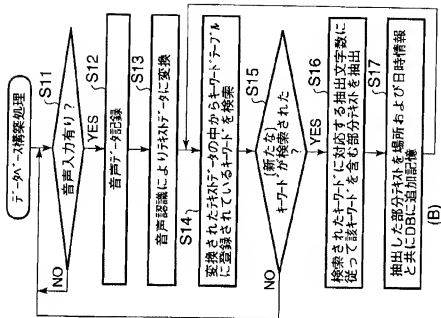 データベース構築処理
S11
音声入力有り?
NO
YES
S12
音声データ記録
S13
音声認識によりテキストデータに変換
S14
変換されたテキストデータの中からキーワードテーブル
に登録されているキーワードを検索
S15
(新たな)
キーワードが検索された
?
NO
YES
S16
検索されたキーワードに対応する抽出文字数に
従って該キーワードを含む部分テキストを抽出
S17
抽出した部分テキストを場所および日時情報
と共にDBに追加記憶
(B)